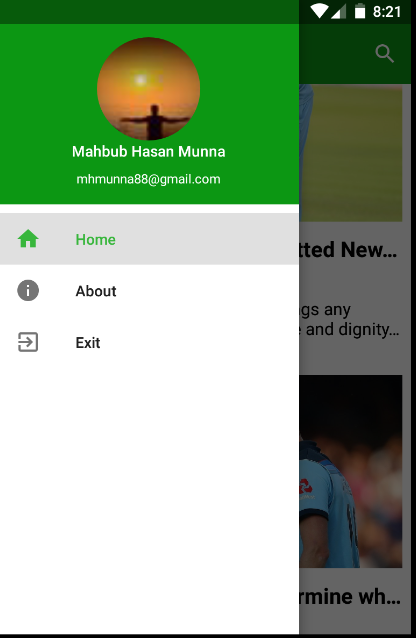 8:21
Mahbub Hasan Munna
mhmunna88@gmail.com
Home
tted New...
About
gs any
and dignity...
Exit
rmine wh...